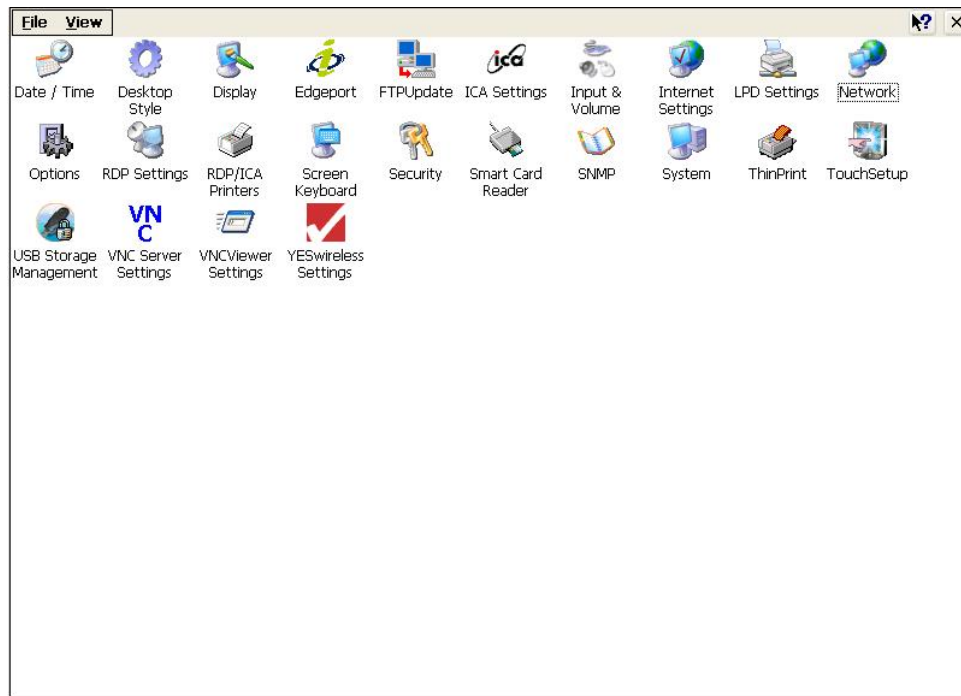 File View
Date / Time
Desktop Style
Display
Edgeport
FTPUpdate
ica
ICA Settings
Input & Volume
Internet Settings
LPD Settings
Network
Options
RDP Settings
RDP/ICA Printers
Screen Keyboard
Security
Smart Card Reader
SNMP
System
ThinPrint
TouchSetup
USB Storage Management
VNC
VNC Server Settings
VNCViewer Settings
YESwireless Settings